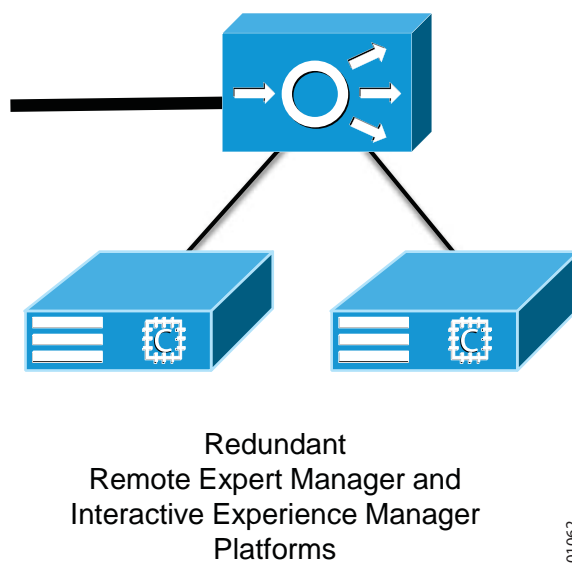 C
C
Redundant
Remote Expert Manager and
Interactive Experience Manager
Platforms